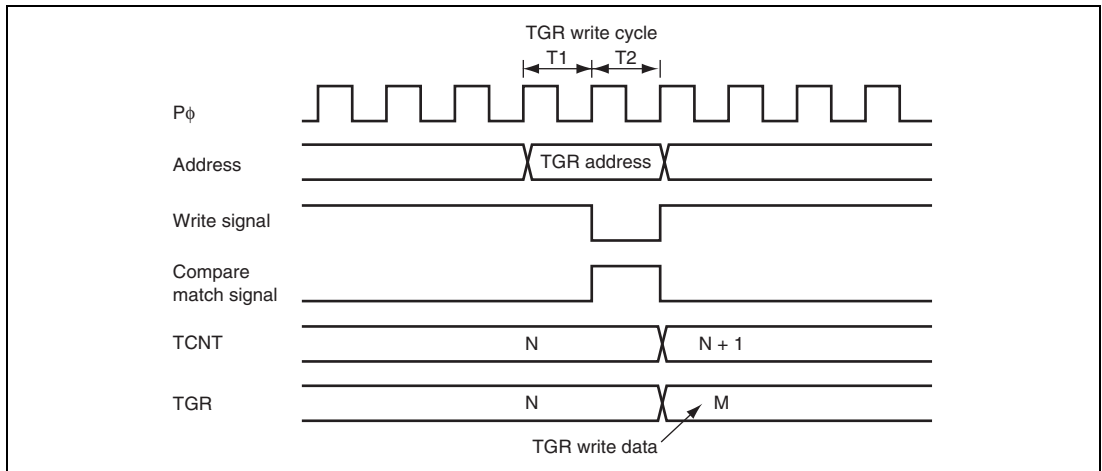 TGR write cycle
T1 T2
Pϕ
Address
TGR address
Write signal
Compare
match signal
TCNT
N
N + 1
TGR
N
M
TGR write data